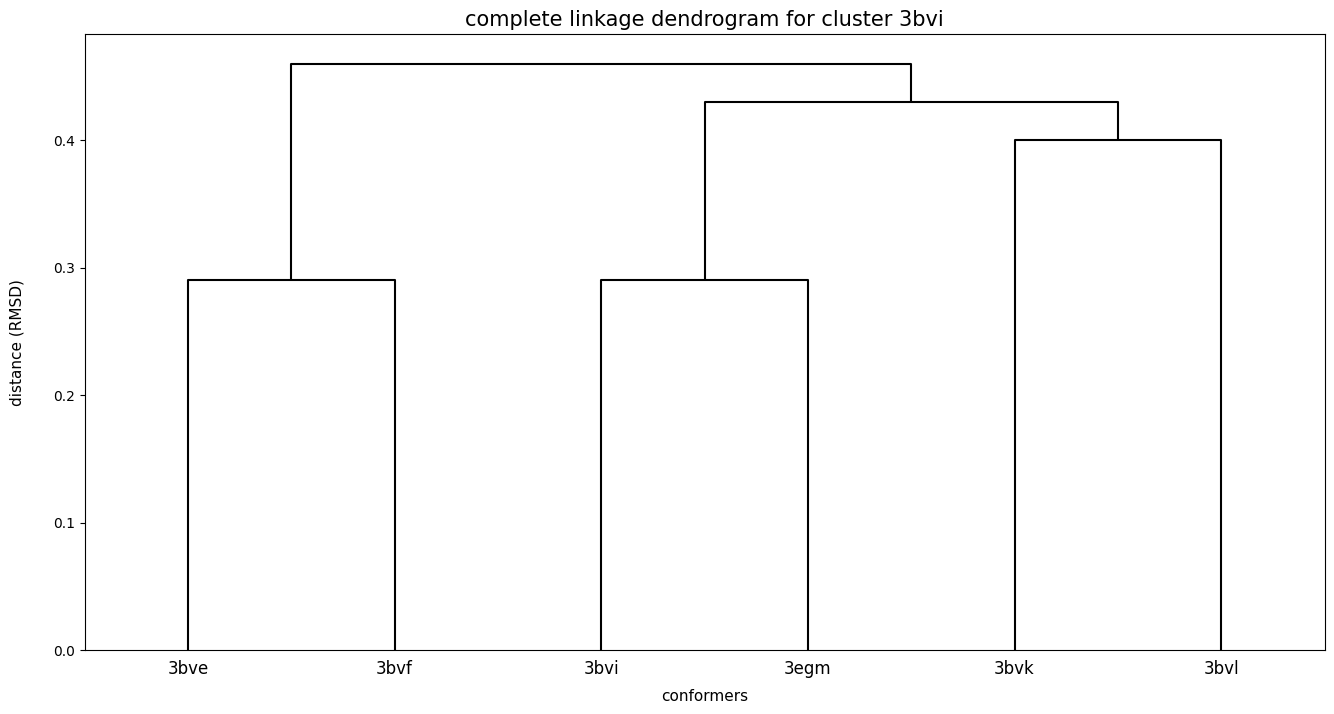 complete linkage dendrogram for cluster 3bvi
distance (RMSD)
0.4
0.3
0.2
0.1
0.0
3bve 3bvf 3bvi 3egm 3bvk 3bvl
conformers